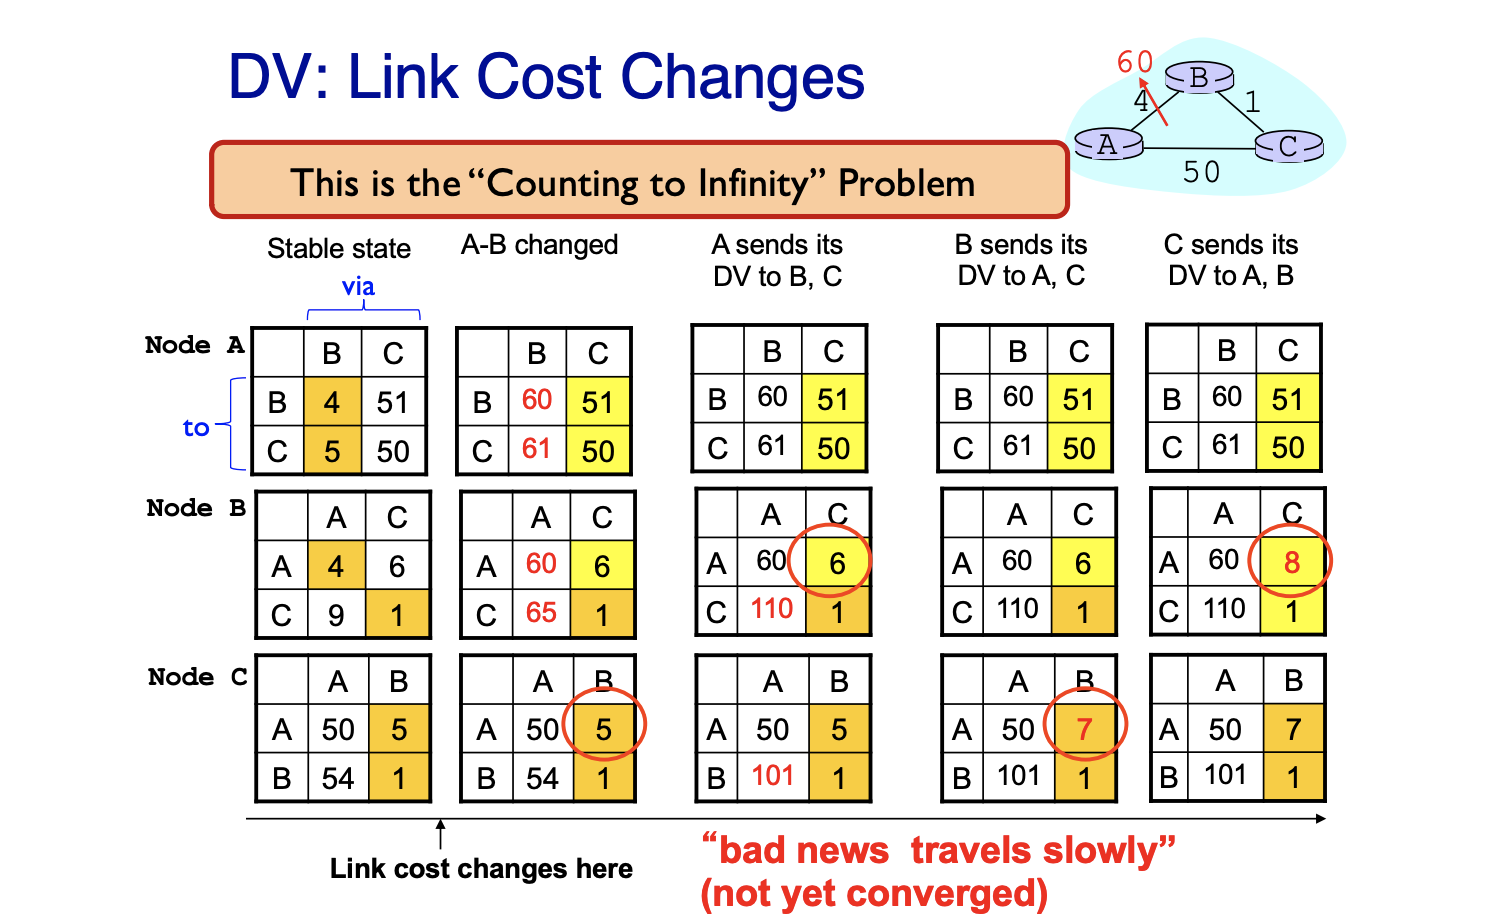 DV: Link Cost Changes
60
B
4
1
A
C
50
This is the “Counting to Infinity” Problem
Stable state
A-B changed
A sends its
DV to B, C
B sends its
DV to A, C
C sends its
DV to A, B
via
to
Node A
B C
B 4 51
C 5 50
B C
B 60 51
C 61 50
B C
B 60 51
C 61 50
B C
B 60 51
C 61 50
B C
B 60 51
C 61 50
Node B
A C
A 4 6
C 9 1
A C
A 60 6
C 65 1
A C
A 60 6
C 110 1
A C
A 60 6
C 110 1
A C
A 60 8
C 110 1
Node C
A B
A 50 5
B 54 1
A B
A 50 5
B 54 1
A B
A 50 5
B 101 1
A B
A 50 7
B 101 1
A B
A 50 7
B 101 1
Link cost changes here
“bad news travels slowly”
(not yet converged)